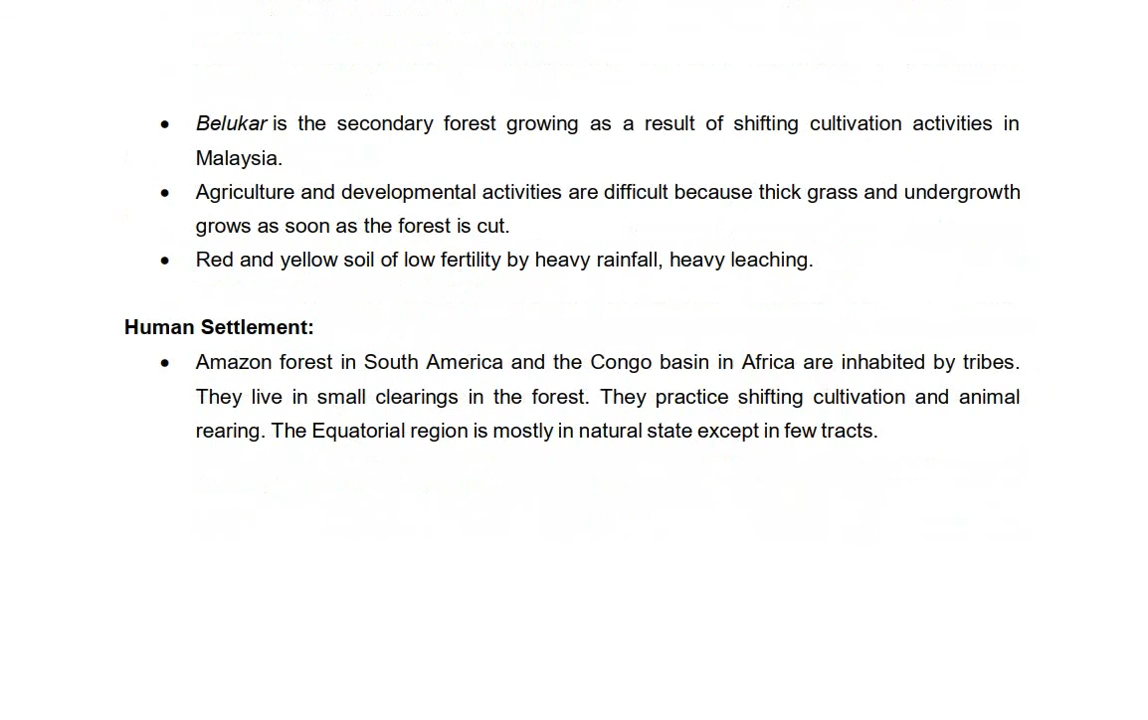 • Belukar is the secondary forest growing as a result of shifting cultivation activities in
Malaysia.
• Agriculture and developmental activities are difficult because thick grass and undergrowth
grows as soon as the forest is cut.
• Red and yellow soil of low fertility by heavy rainfall, heavy leaching.
Human Settlement:
• Amazon forest in South America and the Congo basin in Africa are inhabited by tribes.
They live in small clearings in the forest. They practice shifting cultivation and animal
rearing. The Equatorial region is mostly in natural state except in few tracts.